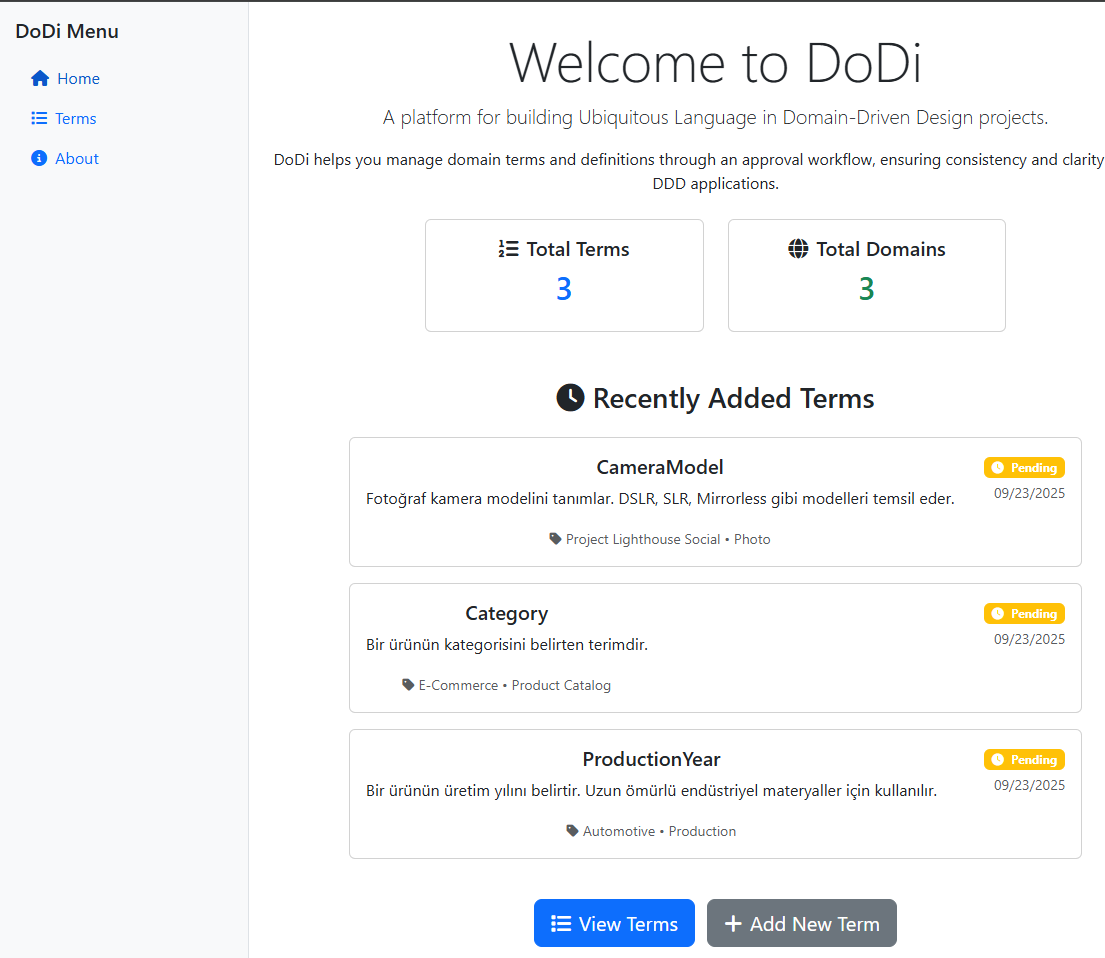 DoDi Menu
Home
Terms
About
Welcome to DoDi
A platform for building Ubiquitous Language in Domain-Driven Design projects.
DoDi helps you manage domain terms and definitions through an approval workflow, ensuring consistency and clarity
DDD applications.
Total Terms
3
Total Domains
3
Recently Added Terms
CameraModel
Pending
Fotoğraf kamera modelini tanımlar. DSLR, SLR, Mirrorless gibi modelleri temsil eder.
09/23/2025
Project Lighthouse Social • Photo
Category
Pending
Bir ürünün kategorisini belirten terimdir.
09/23/2025
E-Commerce • Product Catalog
ProductionYear
Pending
Bir ürünün üretim yılını belirtir. Uzun ömürlü endüstriyel materyaller için kullanılır.
09/23/2025
Automotive • Production
View Terms
Add New Term